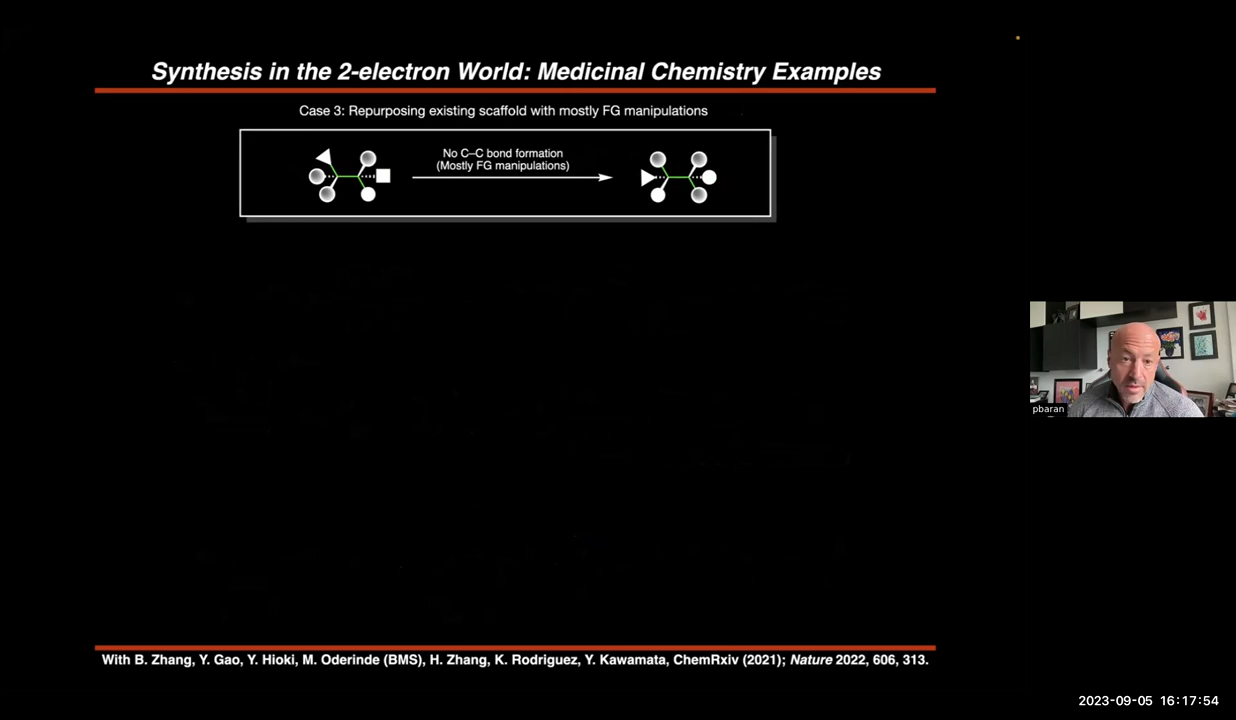 Synthesis in the 2-electron World: Medicinal Chemistry Examples
Case 3: Repurposing existing scaffold with mostly FG manipulations
No C–C bond formation
(Mostly FG manipulations)
pbaran
With B. Zhang, Y. Gao, Y. Hioki, M. Oderinde (BMS), H. Zhang, K. Rodriguez, Y. Kawamata, ChemRxiv (2021); Nature 2022, 606, 313.
2023-09-05 16:17:54